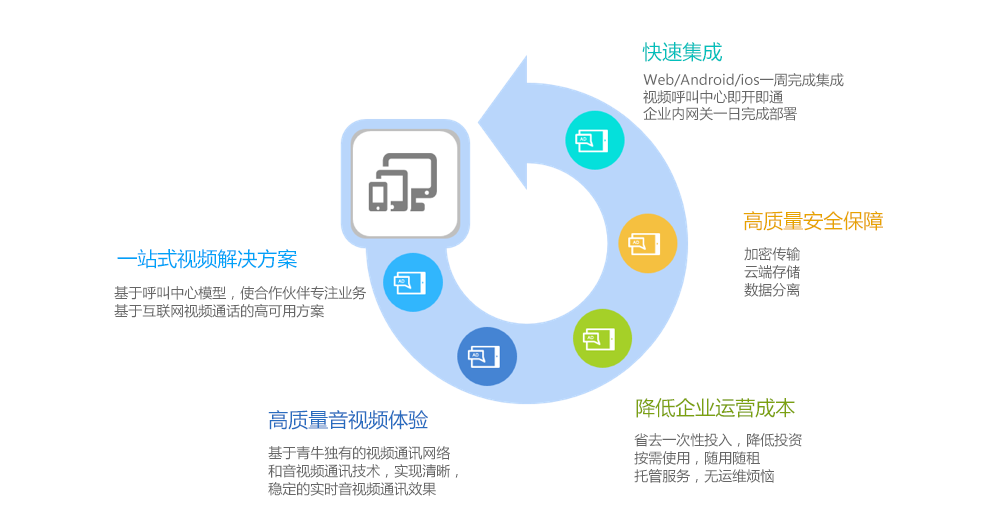 快速集成
Web/Android/ios一周完成集成
视频呼叫中心即开即通
企业内网关一日完成部署
高质量安全保障
加密传输
云端存储
数据分离
一站式视频解决方案
基于呼叫中心模型，使合作伙伴专注业务
基于互联网视频通话的高可用方案
高质量音视频体验
基于青牛独有的视频通讯网络
和音视频通讯技术，实现清晰，
稳定的实时音视频通讯效果
降低企业运营成本
省去一次性投入，降低投资
按需使用，随用随租
托管服务，无运维烦恼
AD
AD
AD
AD
AD